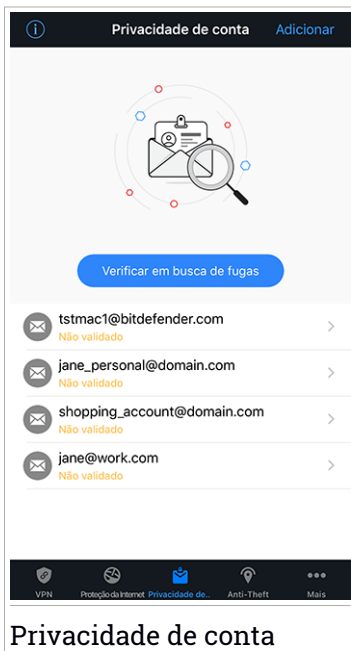 Privacidade de conta
Adicionar
Verificar em busca de fugas
tstmac1@bitdefender.com
Não validado
jane_personal@domain.com
Não validado
shopping_account@domain.com
Não validado
jane@work.com
Não validado
VPN
Proteção da Internet
Privacidade de..
Anti-Theft
Mais
Privacidade de conta